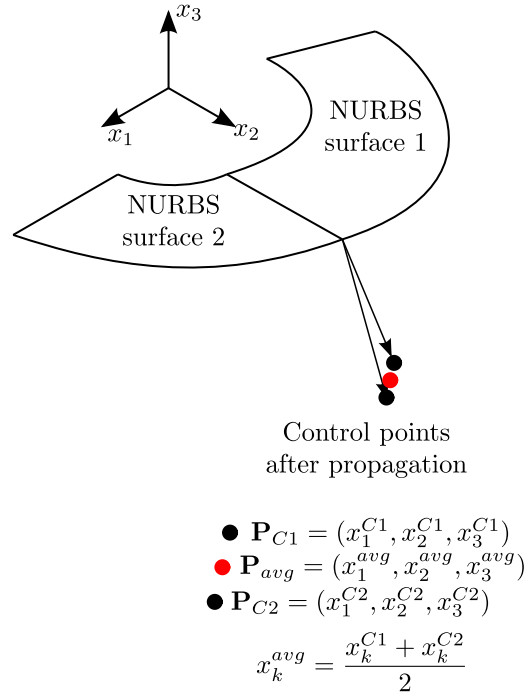 x₃
x₁
x₂
NURBS
surface 1
NURBS
surface 2
Control points
after propagation
P_{C1} = (x_1^{C1}, x_2^{C1}, x_3^{C1})
P_{avg} = (x_1^{avg}, x_2^{avg}, x_3^{avg})
P_{C2} = (x_1^{C2}, x_2^{C2}, x_3^{C2})
x_k^{avg} = \frac{x_k^{C1} + x_k^{C2}}{2}